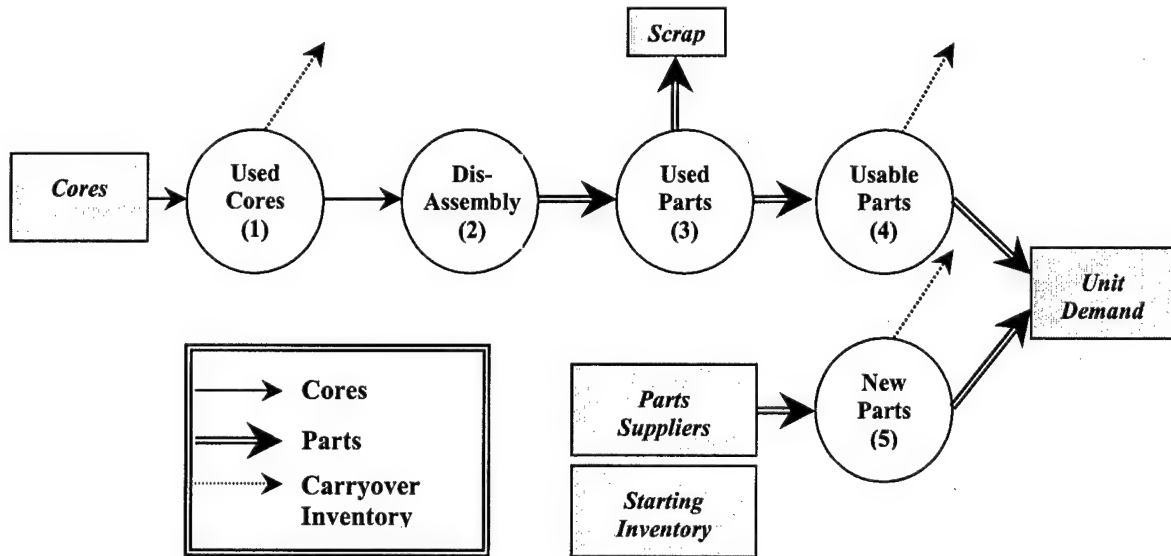 Scrap
Cores
Used
Cores
(1)
Dis-
Assembly
(2)
Used
Parts
(3)
Usable
Parts
(4)
Unit
Demand
Cores
Parts
Carryover
Inventory
Parts
Suppliers
New
Parts
(5)
Starting
Inventory